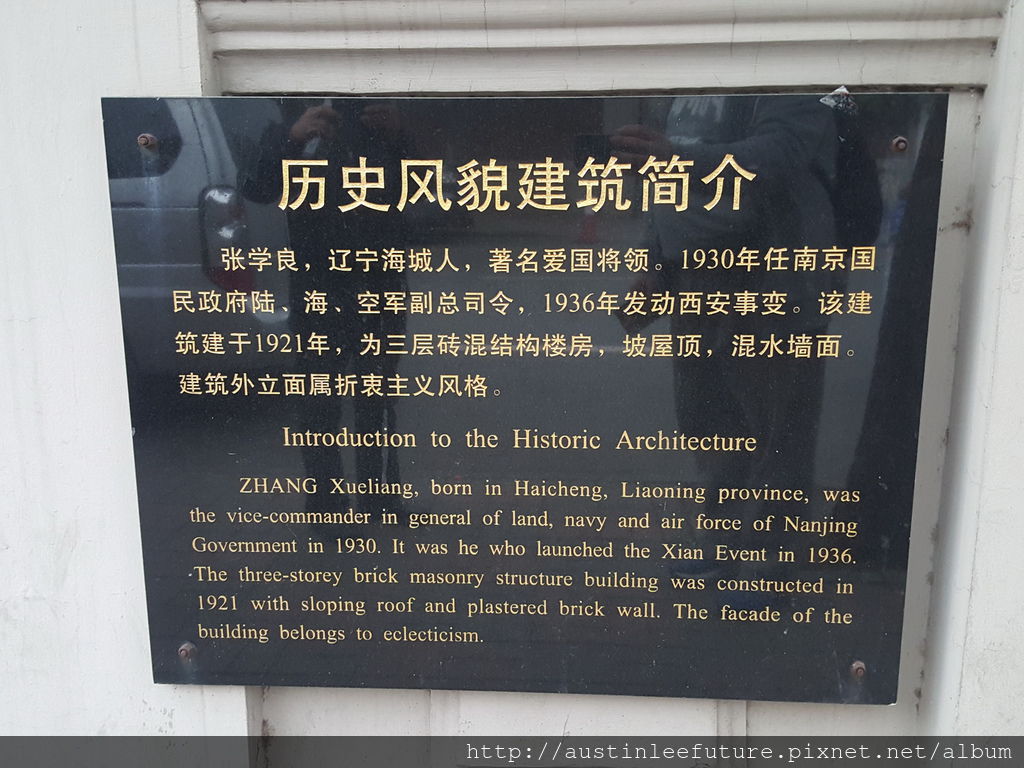 历史风貌建筑简介
张学良，辽宁海城人，著名爱国将领。1930年任南京国
民政府陆、海、空军副总司令，1936年发动西安事变。该建
筑建于1921年，为三层砖混结构楼房，坡屋顶，混水墙面。
建筑外立面属折衷主义风格。
Introduction to the Historic Architecture
ZHANG Xueliang, born in Haicheng, Liaoning province, was
the vice-commander in general of land, navy and air force of Nanjing
Government in 1930. It was he who launched the Xian Event in 1936.
The three-storey brick masonry structure building was constructed in
1921 with sloping roof and plastered brick wall. The facade of the
building belongs to eclecticism.
http://austinleefuture.pixnet.net/album